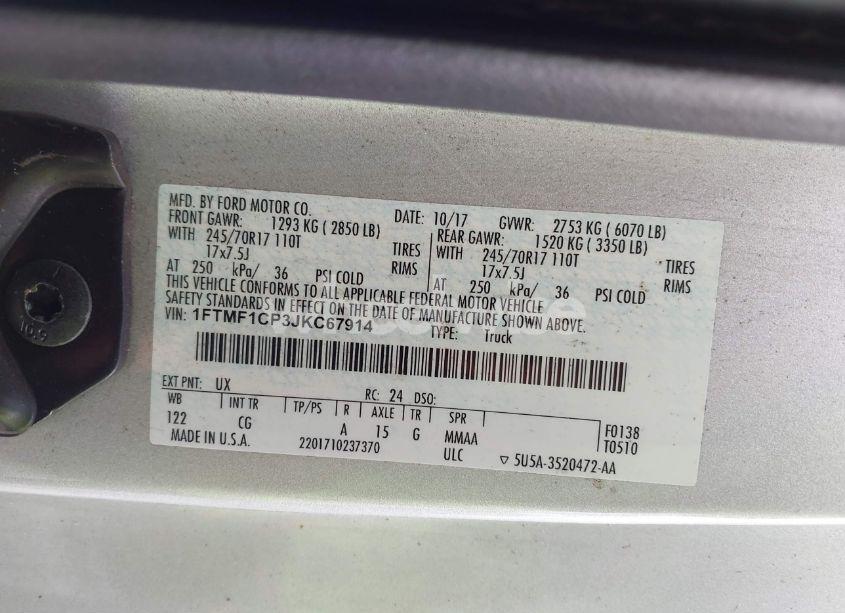 MFD. BY FORD MOTOR CO. DATE: 10/17 GVWR: 2753 KG ( 6070 LB)
FRONT GAWR: 1293 KG ( 2850 LB) REAR GAWR: 1520 KG ( 3350 LB)
WITH 245/70R17 110T TIRES WITH 245/70R17 110T TIRES
17x7.5J RIMS 17x7.5J RIMS
AT 250 kPa/ 36 PSI COLD AT 250 kPa/ 36 PSI COLD
THIS VEHICLE CONFORMS TO ALL APPLICABLE FEDERAL MOTOR VEHICLE
SAFETY STANDARDS IN EFFECT ON THE DATE OF MANUFACTURE SHOWN ABOVE.
VIN: 1FTMF1CP3JKC67914 TYPE: Truck
EXT PNT: UX RC: 24 DSO:
WB INT TR TP/PS R AXLE TR SPR
122 CG A 15 G MMAA F0138
MADE IN U.S.A. 2201710237370 ULC T0510
▽ 5U5A-3520472-AA
10.9